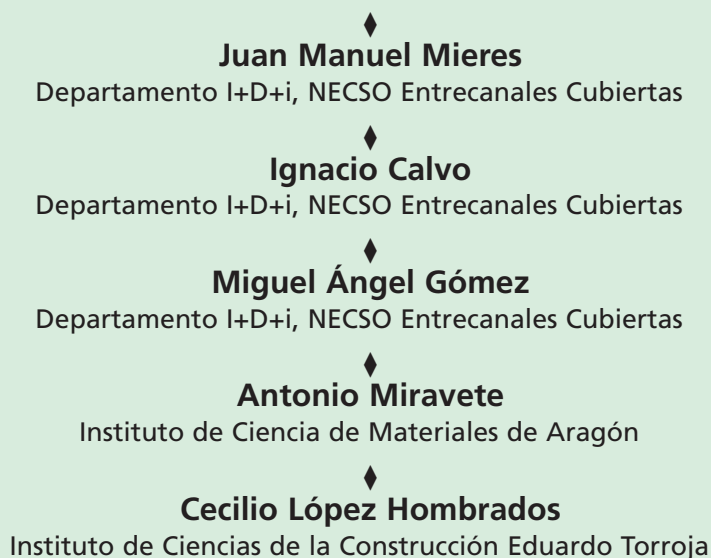 ♦
Juan Manuel Mieres
Departamento I+D+i, NECSO Entrecanales Cubiertas
♦
Ignacio Calvo
Departamento I+D+i, NECSO Entrecanales Cubiertas
♦
Miguel Ángel Gómez
Departamento I+D+i, NECSO Entrecanales Cubiertas
♦
Antonio Miravete
Instituto de Ciencia de Materiales de Aragón
♦
Cecilio López Hombrados
Instituto de Ciencias de la Construcción Eduardo Torroja